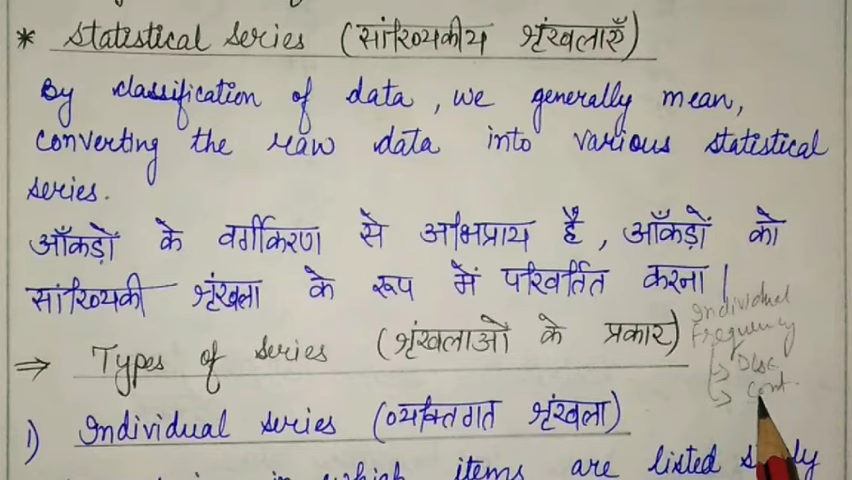 * Statistical Series (सांख्यिकीय श्रृंखलाएँ)
By classification of data, we generally mean,
converting the raw data into various statistical
series.
आँकड़ों के वर्गीकरण से अभिप्राय है, आँकड़ों को
सांख्यिकी श्रृंखला के रूप में परिवर्तित करना।
Individual
Frequency
↳ Disc.
↳ Cont.
⇒ Types of series (श्रृंखलाओं के प्रकार)
1) Individual series (व्यक्तिगत श्रृंखला)
in which items are listed